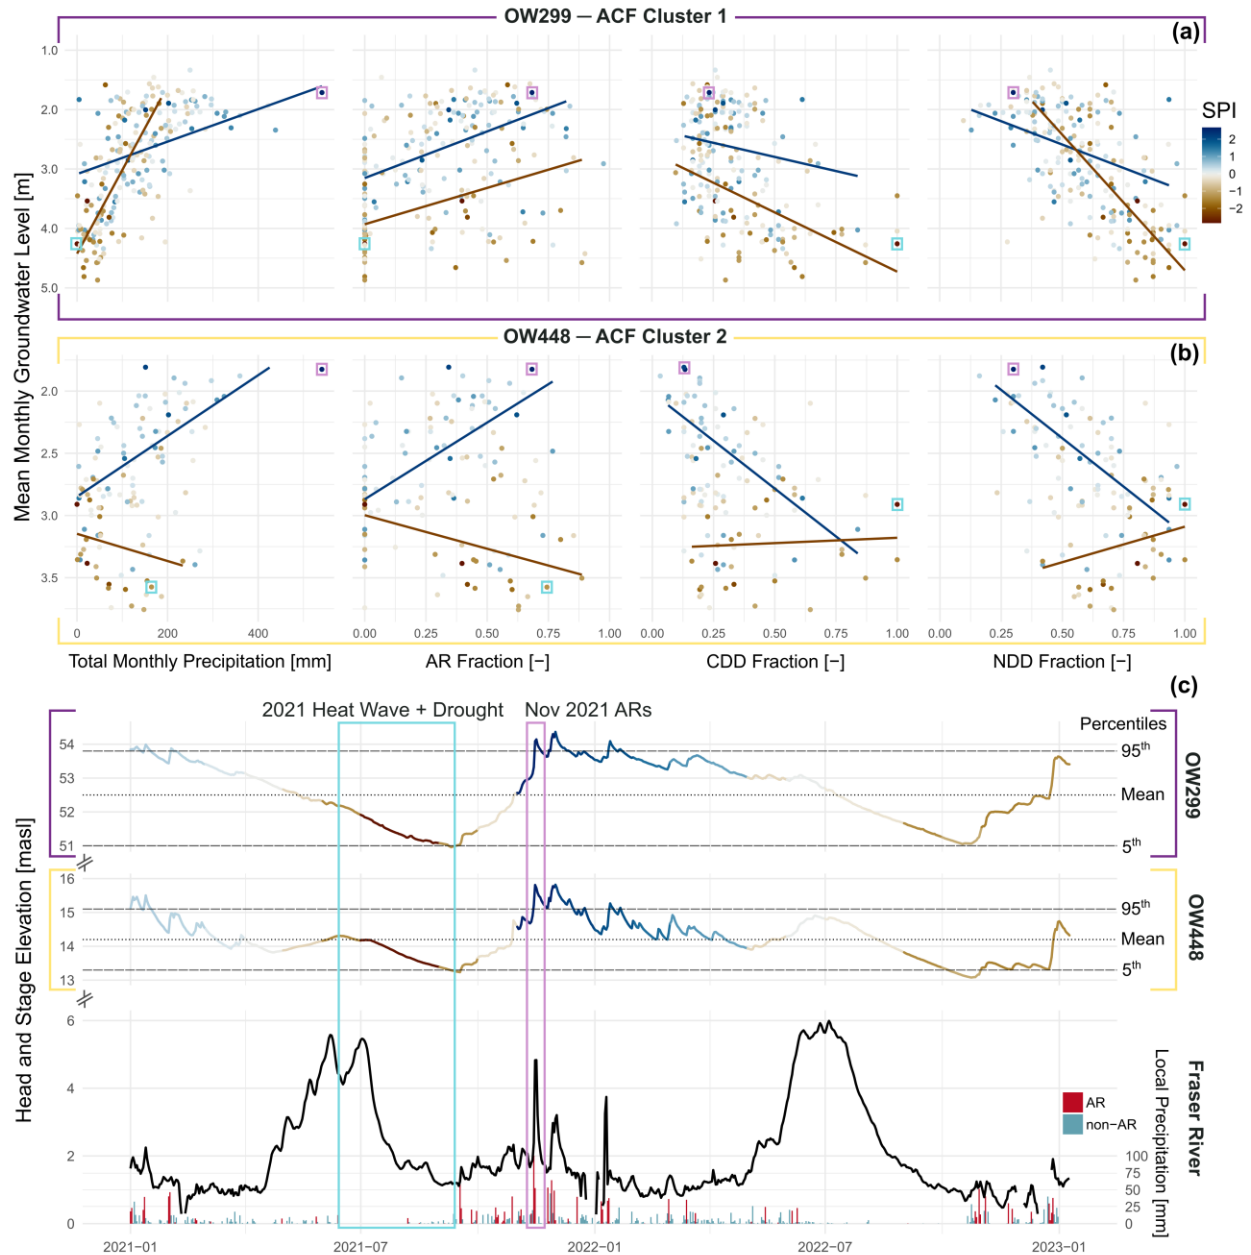 OW299 — ACF Cluster 1
(a)
1.0
2.0
3.0
4.0
5.0
SPI
2
1
0
−1
−2
Mean Monthly Groundwater Level [m]
OW448 — ACF Cluster 2
(b)
2.0
2.5
3.0
3.5
0 200 400
0.00 0.25 0.50 0.75 1.00
0.00 0.25 0.50 0.75 1.00
0.00 0.25 0.50 0.75 1.00
Total Monthly Precipitation [mm]
AR Fraction [−]
CDD Fraction [−]
NDD Fraction [−]
(c)
2021 Heat Wave + Drought
Nov 2021 ARs
Percentiles
54
53
52
51
95th
Mean
5th
OW299
16
15
14
13
95th
Mean
5th
OW448
Head and Stage Elevation [masl]
6
4
2
0
AR
non−AR
100
75
50
25
0
Local Precipitation [mm]
Fraser River
2021−01 2021−07 2022−01 2022−07 2023−01